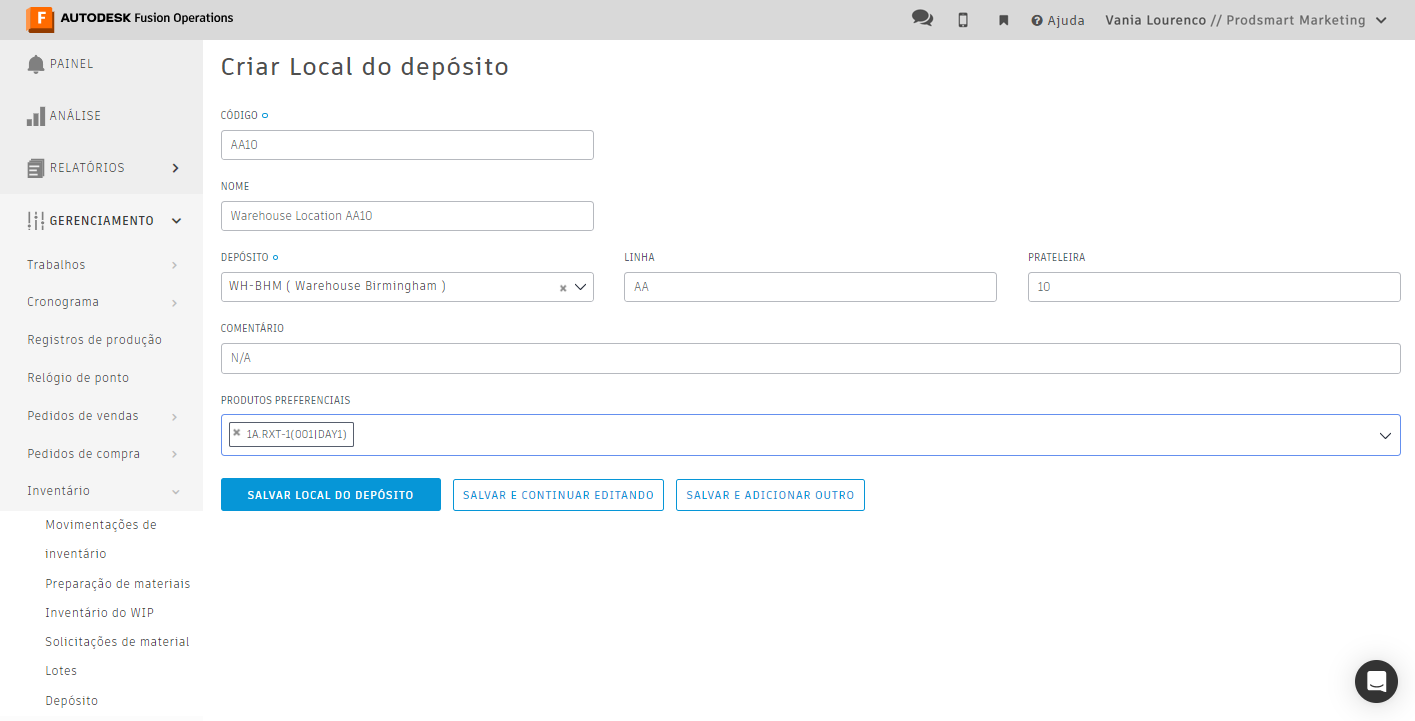 F AUTODESK Fusion Operations
Ajuda
Vania Lourenco // Prodsmart Marketing
PAINEL
ANÁLISE
RELATÓRIOS
GERENCIAMENTO
Trabalhos
Cronograma
Registros de produção
Relógio de ponto
Pedidos de vendas
Pedidos de compra
Inventário
Movimentações de
inventário
Preparação de materiais
Inventário do WIP
Solicitações de material
Lotes
Depósito
Criar Local do depósito
CÓDIGO
AA10
NOME
Warehouse Location AA10
DEPÓSITO
WH-BHM ( Warehouse Birmingham )
LINHA
AA
PRATELEIRA
10
COMENTÁRIO
N/A
PRODUTOS PREFERENCIAIS
1A.RXT-1(001|DAY1)
SALVAR LOCAL DO DEPÓSITO
SALVAR E CONTINUAR EDITANDO
SALVAR E ADICIONAR OUTRO